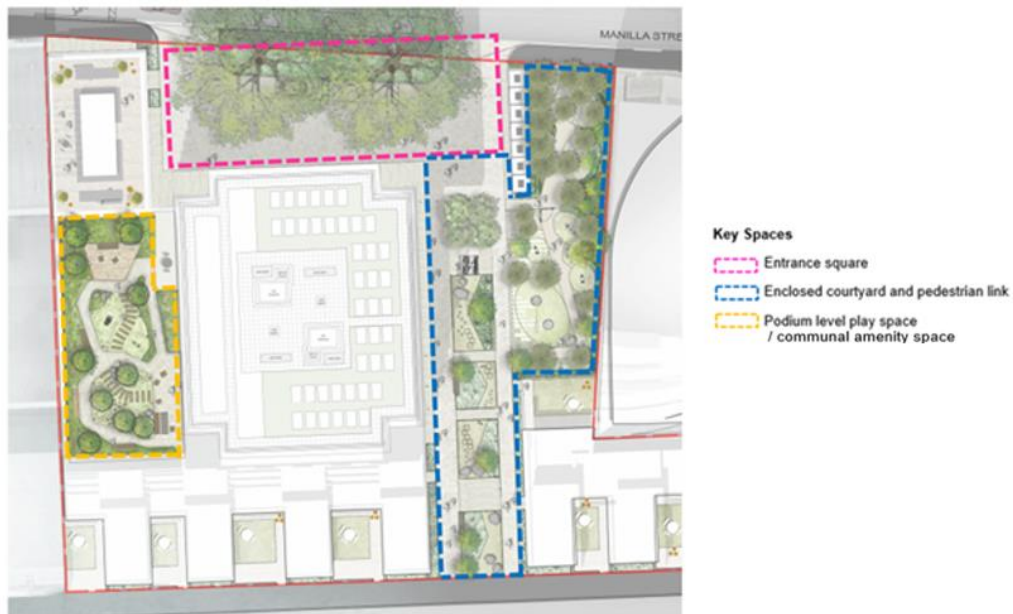 MANILLA STRE
Key Spaces
Entrance square
Enclosed courtyard and pedestrian link
Podium level play space
/ communal amenity space